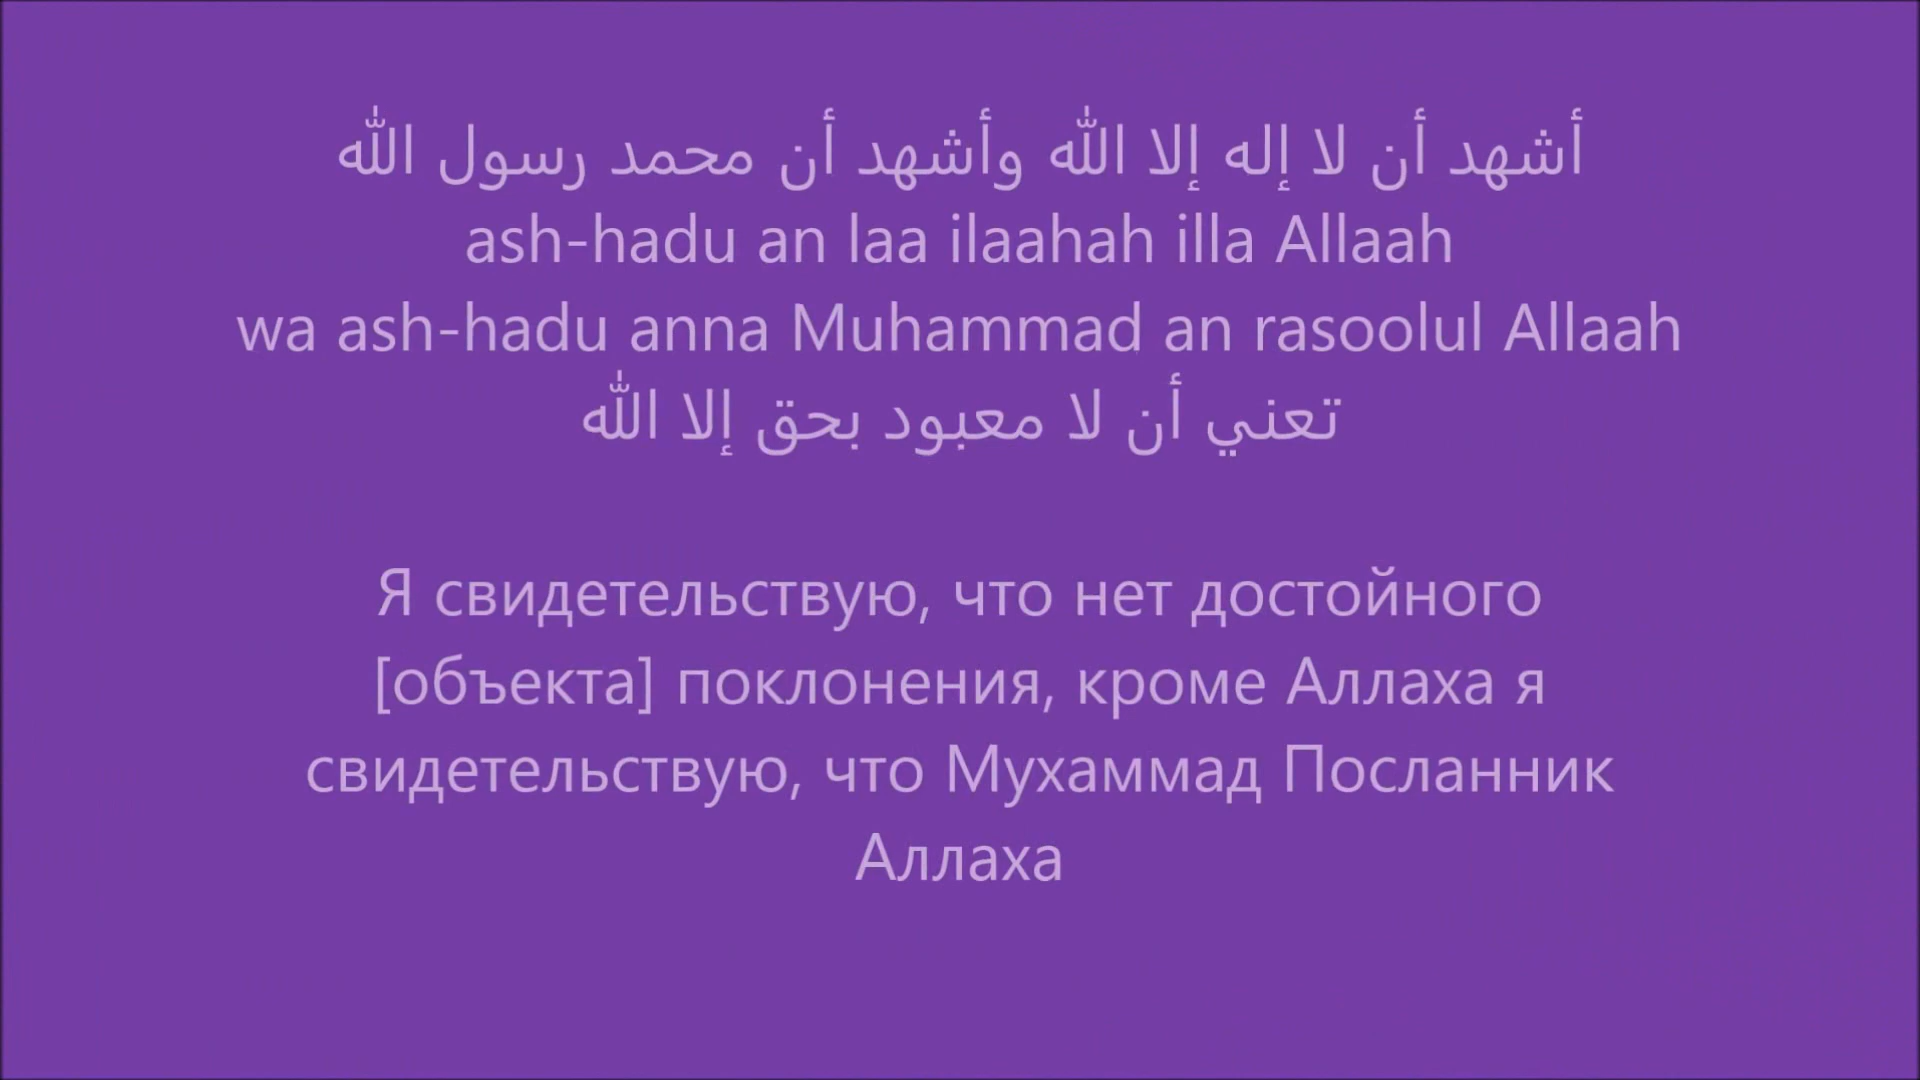 أشهد أن لا إله إلا الله وأشهد أن محمد رسول الله
ash-hadu an laa ilaahah illa Allaah
wa ash-hadu anna Muhammad an rasoolul Allaah
تعني أن لا معبود بحق إلا الله
Я свидетельствую, что нет достойного
[объекта] поклонения, кроме Аллаха я
свидетельствую, что Мухаммад Посланник
Аллаха